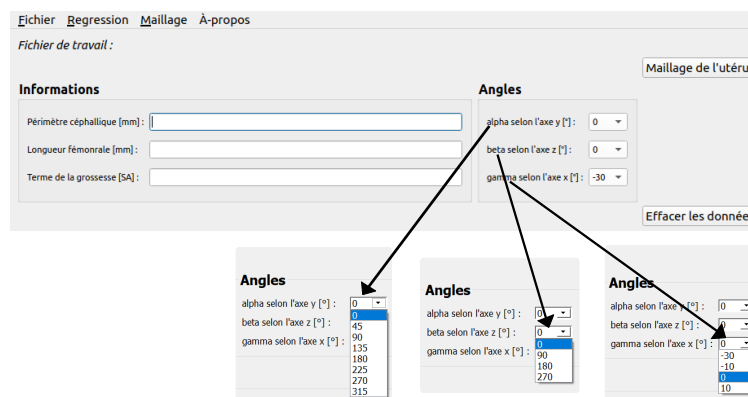 Fichier Regression Maillage À-propos
Fichier de travail :
Maillage de l'utéru
Informations
Angles
Périmètre céphallique [mm] :
alpha selon l'axe y [°] : 0
Longueur fémonrale [mm] :
beta selon l'axe z [°] : 0
Terme de la grossesse [SA] :
gamma selon l'axe x [°] : -30
Effacer les donnée
Angles
alpha selon l'axe y [°] : 0
beta selon l'axe z [°] :
gamma selon l'axe x [°] :
0
45
90
135
180
225
270
315
Angles
alpha selon l'axe y [°] : 0
beta selon l'axe z [°] : 0
gamma selon l'axe x [°] :
0
90
180
270
Angles
alpha selon l'axe y [°] : 0
beta selon l'axe z [°] : 0
gamma selon l'axe x [°] : 0
-30
-10
0
10